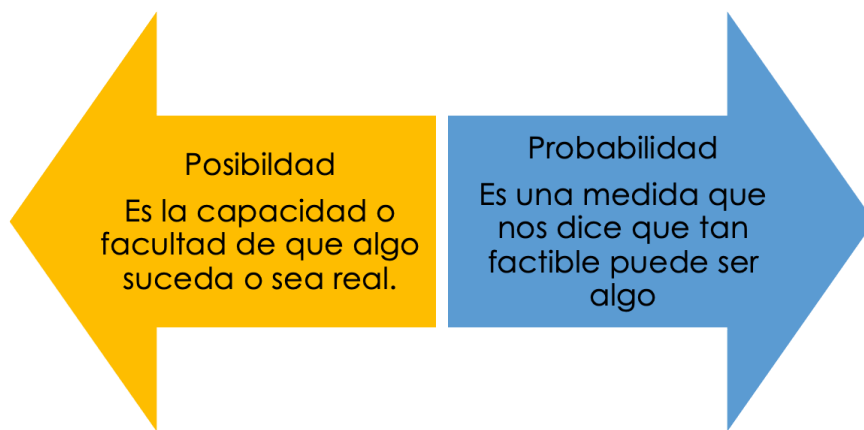 Posibildad
Es la capacidad o
facultad de que algo
suceda o sea real.
Probabilidad
Es una medida que
nos dice que tan
factible puede ser
algo